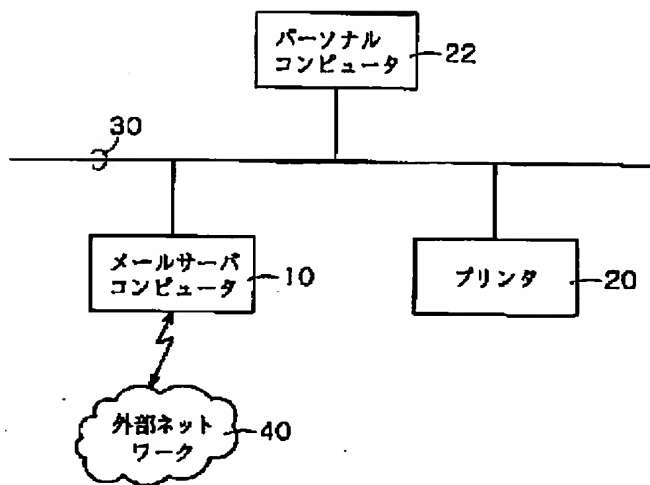 パーソナル
コンピュータ
22
30
メールサーバ
コンピュータ
10
プリンタ
20
外部ネット
ワーク
40